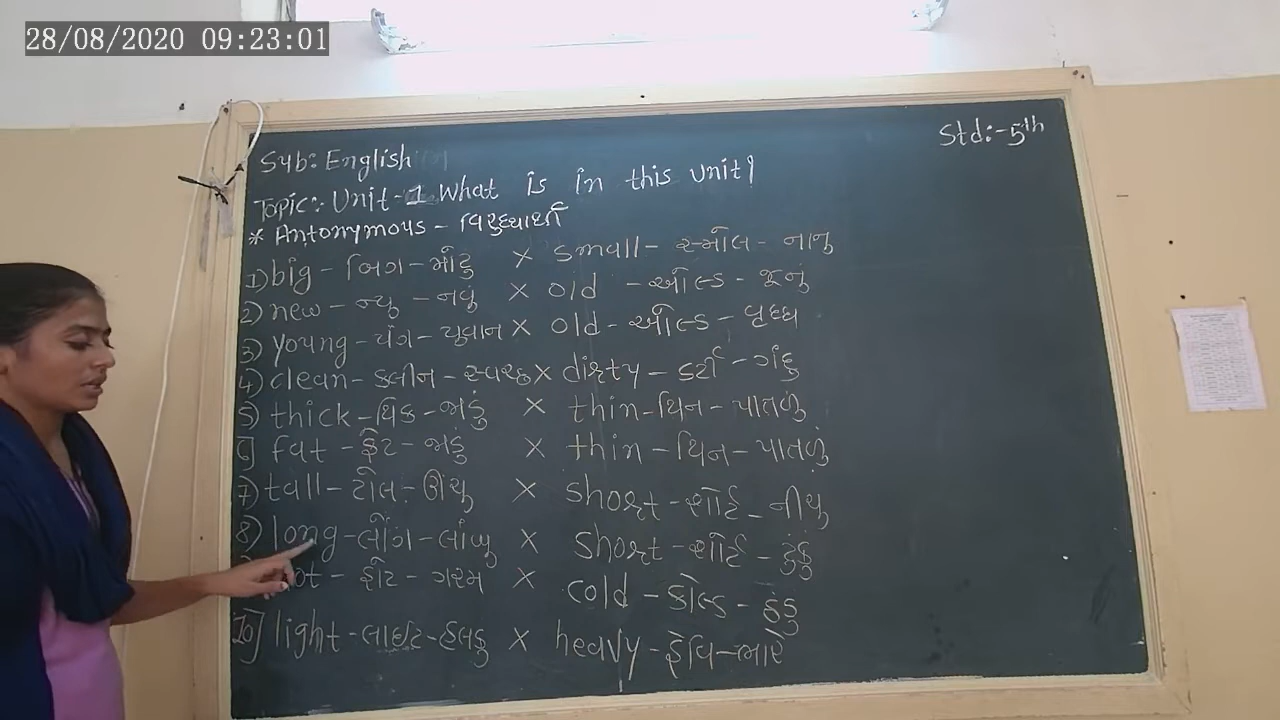 28/08/2020 09:23:01
Std:-5th
Sub: English
Topic:- Unit-1 What is in this unit?
* Antonymous - વિરુધ્ધાર્થી
1) big - બિગ - મોટુ × small - સ્મોલ - નાનુ
2) new - ન્યુ - નવું × old - ઓલ્ડ - જૂનું
3) young - યંગ - યુવાન × old - ઓલ્ડ - વૃધ્ધ
4) clean - ક્લીન - સ્વચ્છ × dirty - ડર્ટી - ગંદુ
5) thick - થિક - જાડું × thin - થિન - પાતળુ
6] fat - ફેટ - જાડું × thin - થિન - પાતળું
7) tall - ટોલ - ઊંચુ × short - શોર્ટ - નીચુ
8) long - લોંગ - લાંબુ × short - શોર્ટ - ટુંકુ
ot - હોટ - ગરમ × cold - કોલ્ડ - ઠંડુ
10] light - લાઈટ - હલકુ × heavy - હેવિ - ભારે